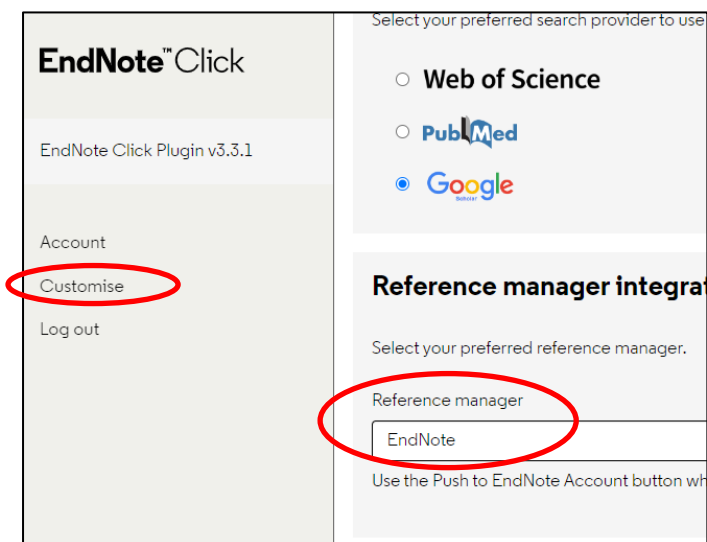 EndNote™ Click
EndNote Click Plugin v3.3.1
Account
Customise
Log out
Select your preferred search provider to use
Web of Science
PubMed
Google
Scholar
Reference manager integrat
Select your preferred reference manager.
Reference manager
EndNote
Use the Push to EndNote Account button wh